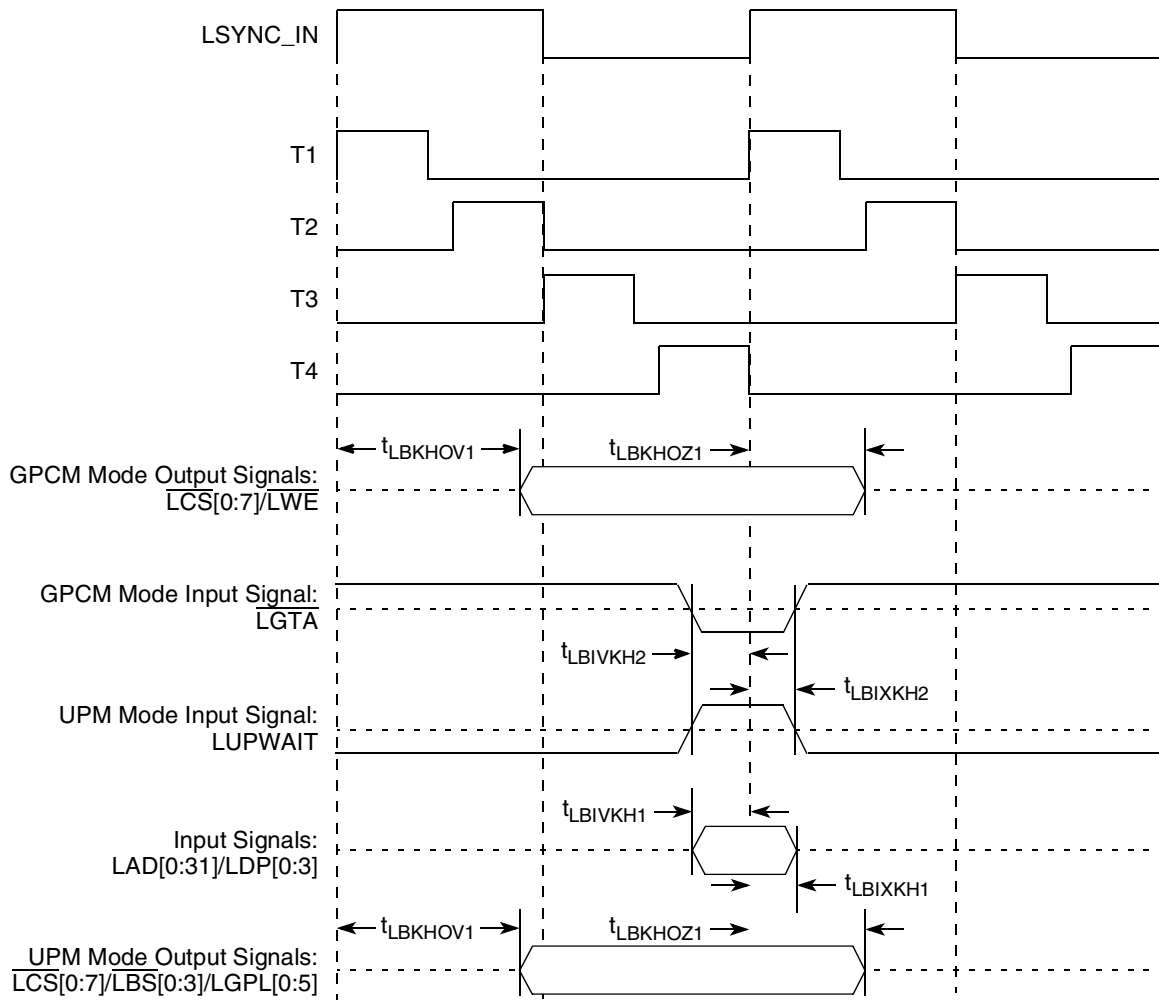 LSYNC_IN
T1
T2
T3
T4
tLBKHOV1
tLBKHOZ1
GPCM Mode Output Signals:
LCS[0:7]/LWE
GPCM Mode Input Signal:
LGTA
tLBIVKH2
tLBIXKH2
UPM Mode Input Signal:
LUPWAIT
tLBIVKH1
Input Signals:
LAD[0:31]/LDP[0:3]
tLBIXKH1
tLBKHOV1
tLBKHOZ1
UPM Mode Output Signals:
LCS[0:7]/LBS[0:3]/LGPL[0:5]